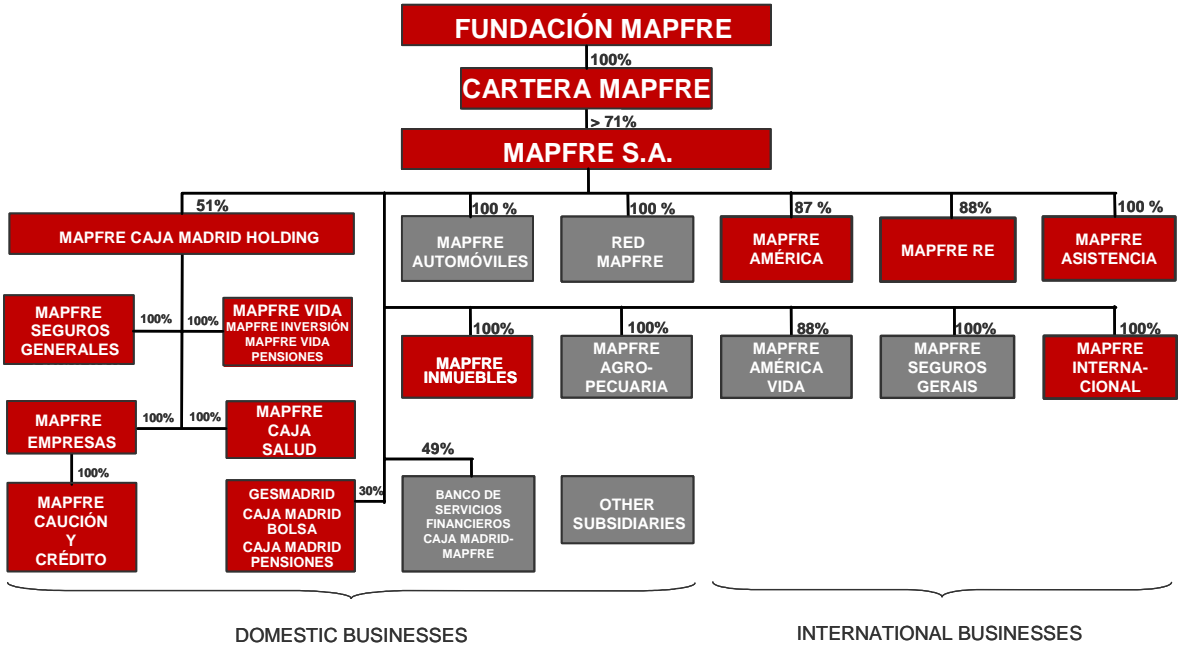 FUNDACIÓN MAPFRE
100%
CARTERA MAPFRE
> 71%
MAPFRE S.A.
51%
MAPFRE CAJA MADRID HOLDING
100 %
MAPFRE
AUTOMÓVILES
100 %
RED
MAPFRE
87 %
MAPFRE
AMÉRICA
88%
MAPFRE RE
100 %
MAPFRE
ASISTENCIA
MAPFRE
SEGUROS
GENERALES
100%
100%
MAPFRE VIDA
MAPFRE INVERSIÓN
MAPFRE VIDA
PENSIONES
100%
MAPFRE
INMUEBLES
100%
MAPFRE
AGRO-
PECUARIA
88%
MAPFRE
AMÉRICA
VIDA
100%
MAPFRE
SEGUROS
GERAIS
100%
MAPFRE
INTERNA-
CIONAL
MAPFRE
EMPRESAS
100%
100%
MAPFRE
CAJA
SALUD
100%
MAPFRE
CAUCIÓN
Y
CRÉDITO
GESMADRID
CAJA MADRID
BOLSA
CAJA MADRID
PENSIONES
30%
49%
BANCO DE
SERVICIOS
FINANCIEROS
CAJA MADRID-
MAPFRE
OTHER
SUBSIDIARIES
DOMESTIC BUSINESSES
INTERNATIONAL BUSINESSES